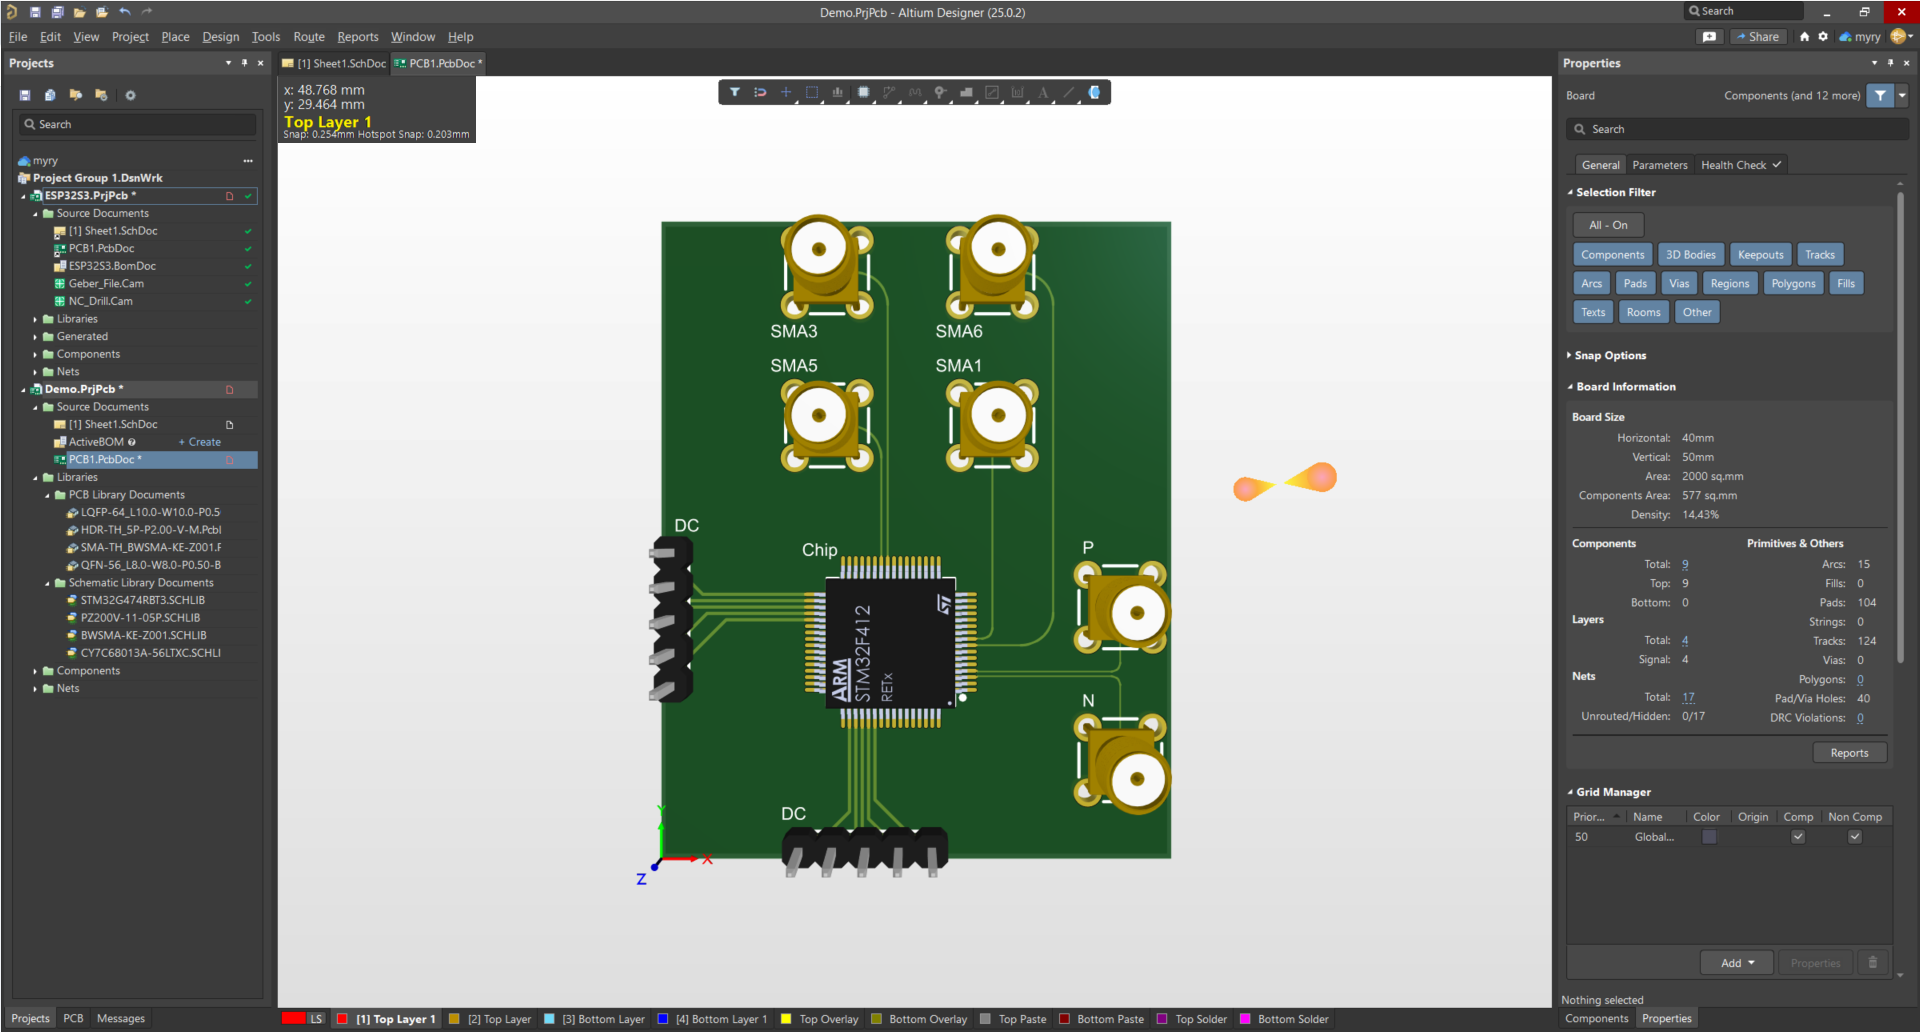 Demo.PrjPcb - Altium Designer (25.0.2)
Search
File Edit View Project Place Design Tools Route Reports Window Help
Share
myry
Projects
[1] Sheet1.SchDoc
PCB1.PcbDoc *
Properties
x: 48.768 mm
y: 29.464 mm
Top Layer 1
Snap: 0.254mm Hotspot Snap: 0.203mm
Search
myry
Project Group 1.DsnWrk
ESP32S3.PrjPcb *
Source Documents
[1] Sheet1.SchDoc
PCB1.PcbDoc
ESP32S3.BomDoc
Geber_File.Cam
NC_Drill.Cam
Libraries
Generated
Components
Nets
Demo.PrjPcb *
Source Documents
[1] Sheet1.SchDoc
ActiveBOM + Create
PCB1.PcbDoc *
Libraries
PCB Library Documents
LQFP-64_L10.0-W10.0-P0.5
HDR-TH_5P-P2.00-V-M.Pcbl
SMA-TH_BWSMA-KE-Z001.F
QFN-56_L8.0-W8.0-P0.50-B
Schematic Library Documents
STM32G474RBT3.SCHLIB
PZ200V-11-05P.SCHLIB
BWSMA-KE-Z001.SCHLIB
CY7C68013A-56LTXC.SCHLI
Components
Nets
SMA3
SMA6
SMA5
SMA1
DC
Chip
P
N
DC
ARM
STM32F412
RETx
ST
Y
X
Z
Board Components (and 12 more)
Search
General Parameters Health Check
Selection Filter
All - On
Components 3D Bodies Keepouts Tracks
Arcs Pads Vias Regions Polygons Fills
Texts Rooms Other
Snap Options
Board Information
Board Size
Horizontal: 40mm
Vertical: 50mm
Area: 2000 sq.mm
Components Area: 577 sq.mm
Density: 14,43%
Components Primitives & Others
Total: 9 Arcs: 15
Top: 9 Fills: 0
Bottom: 0 Pads: 104
Layers Strings: 0
Total: 4 Tracks: 124
Signal: 4 Vias: 0
Nets Polygons: 0
Total: 17 Pad/Via Holes: 40
Unrouted/Hidden: 0/17 DRC Violations: 0
Reports
Grid Manager
Prior... Name Color Origin Comp Non Comp
50 Global...
Add Properties
Nothing selected
Components Properties
Projects PCB Messages
LS [1] Top Layer 1 [2] Top Layer [3] Bottom Layer [4] Bottom Layer 1 Top Overlay Bottom Overlay Top Paste Bottom Paste Top Solder Bottom Solder